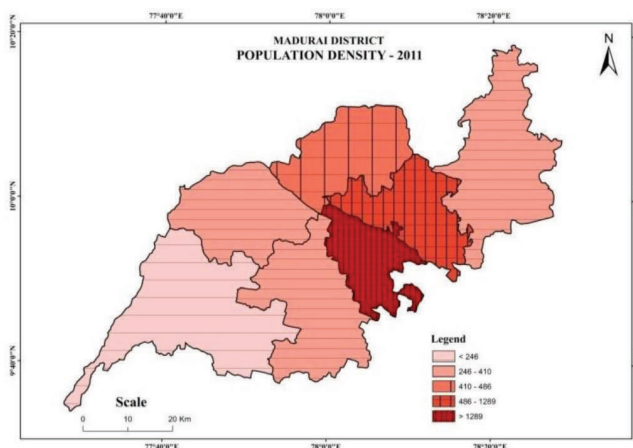 77°40'0"E 78°0'0"E 78°20'0"E
10°20'0"N
MADURAI DISTRICT
POPULATION DENSITY - 2011
N
10°0'0"N
9°40'0"N
Legend
< 246
246 - 410
410 - 486
486 - 1289
> 1289
Scale
0 10 20 Km
77°40'0"E 78°0'0"E 78°20'0"E